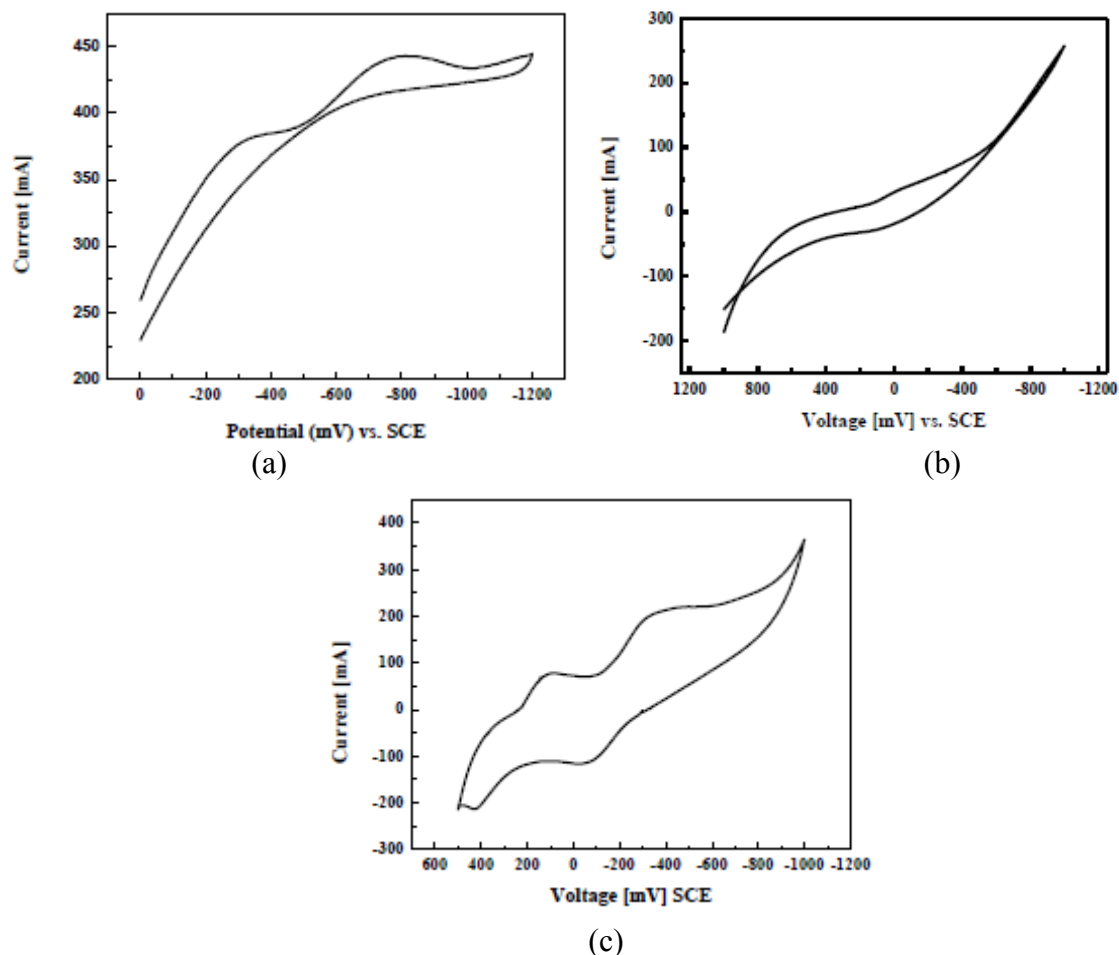 450
400
350
300
250
200
Current [mA]
0 -200 -400 -600 -800 -1000 -1200
Potential (mV) vs. SCE
(a)
300
200
100
0
-100
-200
Current [mA]
1200 800 400 0 -400 -800 -1200
Voltage [mV] vs. SCE
(b)
400
300
200
100
0
-100
-200
-300
Current [mA]
600 400 200 0 -200 -400 -600 -800 -1000 -1200
Voltage [mV] SCE
(c)